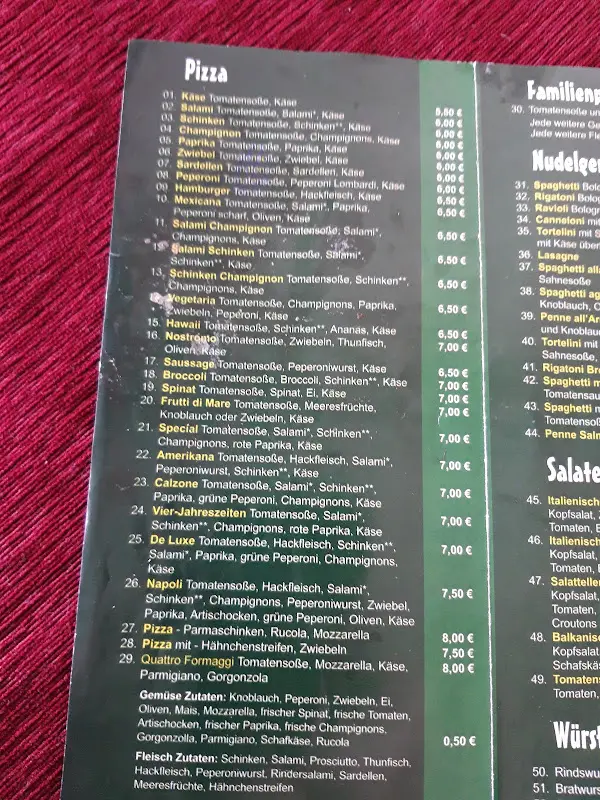 Pizza
01. Käse Tomatensoße, Käse 5,50 €
02. Salami Tomatensoße, Salami*, Käse 6,00 €
03. Schinken Tomatensoße, Schinken**, Käse 6,00 €
04. Champignon Tomatensoße, Champignons, Käse 6,00 €
05. Paprika Tomatensoße, Paprika, Käse 6,00 €
06. Zwiebel Tomatensoße, Zwiebel, Käse 6,00 €
07. Sardellen Tomatensoße, Sardellen, Käse 6,00 €
08. Peperoni Tomatensoße, Peperoni Lombardi, Käse 6,00 €
09. Hamburger Tomatensoße, Hackfleisch, Käse 6,50 €
10. Mexicana Tomatensoße, Salami*, Paprika, 6,50 €
Peperoni scharf, Oliven, Käse
11. Salami Champignon Tomatensoße, Salami*, 6,50 €
Champignons, Käse
Salami Schinken Tomatensoße, Salami*, 6,50 €
Schinken**, Käse
13. Schinken Champignon Tomatensoße, Schinken**, 6,50 €
Champignons, Käse
Vegetaria Tomatensoße, Champignons, Paprika, 6,50 €
Zwiebeln, Peperoni, Käse
15. Hawaii Tomatensoße, Schinken**, Ananas, Käse 6,50 €
16. Nostromo Tomatensoße, Zwiebeln, Thunfisch, 7,00 €
Oliven, Käse
17. Saussage Tomatensoße, Peperoniwurst, Käse 6,50 €
18. Broccoli Tomatensoße, Broccoli, Schinken**, Käse 7,00 €
19. Spinat Tomatensoße, Spinat, Ei, Käse 7,00 €
20. Frutti di Mare Tomatensoße, Meeresfrüchte, 7,00 €
Knoblauch oder Zwiebeln, Käse
21. Special Tomatensoße, Salami*, Schinken**, 7,00 €
Champignons, rote Paprika, Käse
22. Amerikana Tomatensoße, Hackfleisch, Salami*, 7,00 €
Peperoniwurst, Schinken**, Käse
23. Calzone Tomatensoße, Salami*, Schinken**, 7,00 €
Paprika, grüne Peperoni, Champignons, Käse
24. Vier-Jahreszeiten Tomatensoße, Salami*, 7,00 €
Schinken**, Champignons, rote Paprika, Käse
25. De Luxe Tomatensoße, Hackfleisch, Schinken**, 7,00 €
Salami*, Paprika, grüne Peperoni, Champignons,
Käse
26. Napoli Tomatensoße, Hackfleisch, Salami*, 7,50 €
Schinken**, Champignons, Peperoniwurst, Zwiebel,
Paprika, Artischocken, grüne Peperoni, Oliven, Käse
27. Pizza - Parmaschinken, Rucola, Mozzarella 8,00 €
28. Pizza mit - Hähnchenstreifen, Zwiebeln 7,50 €
29. Quattro Formaggi Tomatensoße, Mozzarella, Käse, 8,00 €
Parmigiano, Gorgonzola
Gemüse Zutaten: Knoblauch, Peperoni, Zwiebeln, Ei,
Oliven, Mais, Mozzarella, frischer Spinat, frische Tomaten,
Artischocken, frischer Paprika, frische Champignons,
Gorgonzolla, Parmigiano, Schafkäse, Rucola 0,50 €
Fleisch Zutaten: Schinken, Salami, Prosciutto, Thunfisch,
Hackfleisch, Peperoniwurst, Rindersalami, Sardellen,
Meeresfrüchte, Hähnchenstreifen
Familienp
30. Tomatensoße un
Jede weitere Ge
Jede weitere Fle
Nudelger
31. Spaghetti Bolo
32. Rigatoni Bolog
33. Ravioli Bologn
34. Canneloni mit
35. Tortelini mit S
mit Käse über
36. Lasagne
37. Spaghetti alla
Sahnesoße
38. Spaghetti ag
Knoblauch, C
39. Penne all'Ar
und Knoblauc
40. Tortelini mit
Sahnesoße,
41. Rigatoni Bro
42. Spaghetti m
Tomatensau
43. Spaghetti m
Tomatensoß
44. Penne Saln
Salate
45. Italienisch
Kopfsalat, Z
Tomaten, E
46. Italienisch
Kopfsalat,
Tomaten, E
47. Salatteller
Kopfsalat,
Tomaten,
Croutons
48. Balkanisc
Kopfsalat,
Schafskäs
49. Tomatens
Tomaten,
Würst
50. Rindswu
51. Bratwurs